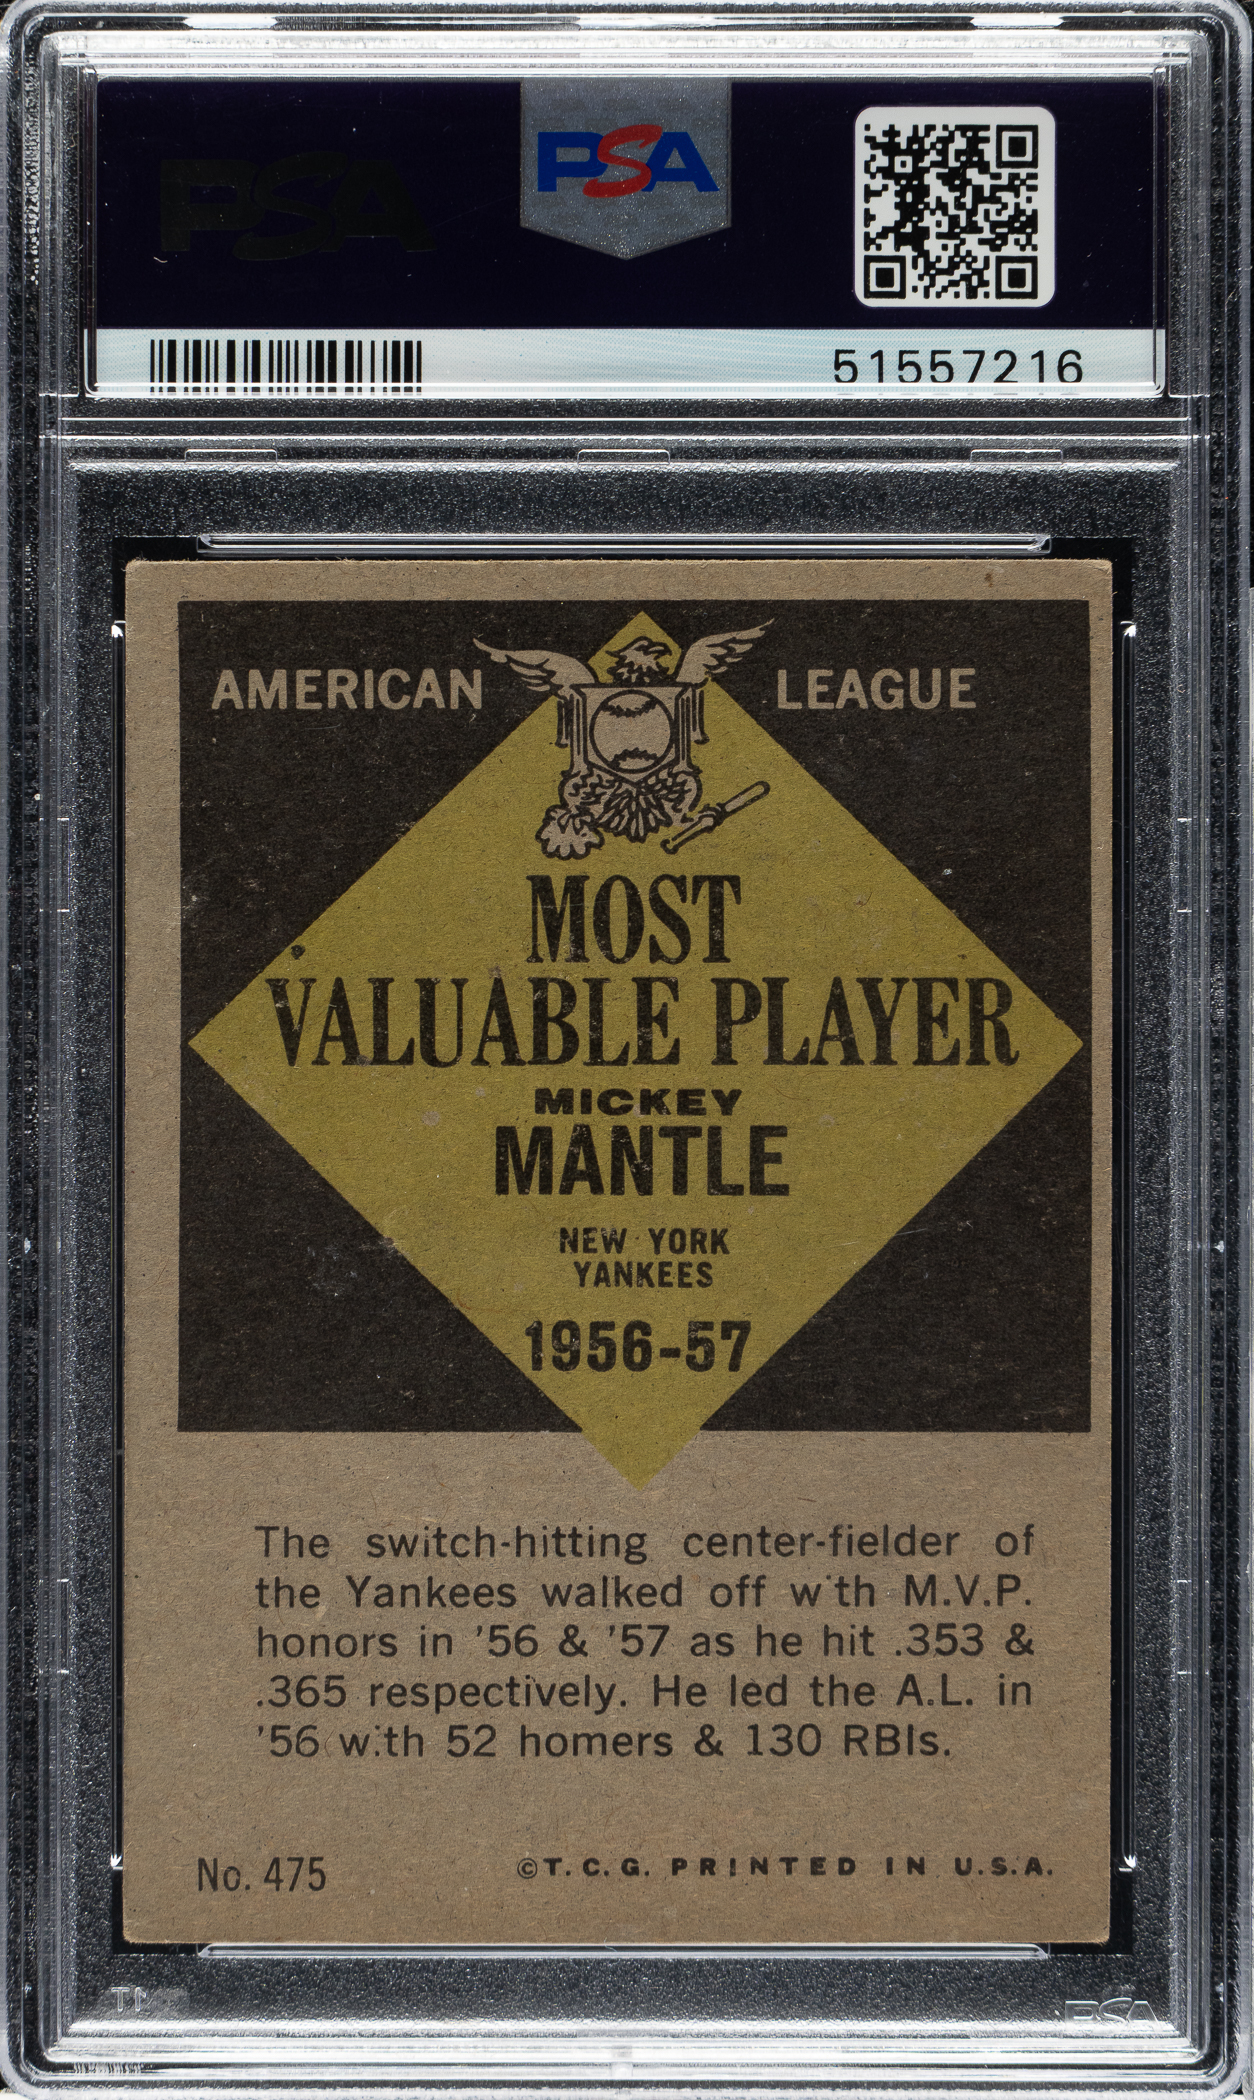 PSA
PSA
51557216
AMERICAN LEAGUE
MOST
VALUABLE PLAYER
MICKEY
MANTLE
NEW YORK
YANKEES
1956-57
The switch-hitting center-fielder of
the Yankees walked off w'th M.V.P.
honors in '56 & '57 as he hit .353 &
.365 respectively. He led the A.L. in
'56 w.th 52 homers & 130 RBIs.
No. 475 ©T.C.G. PRINTED IN U.S.A.
PSA